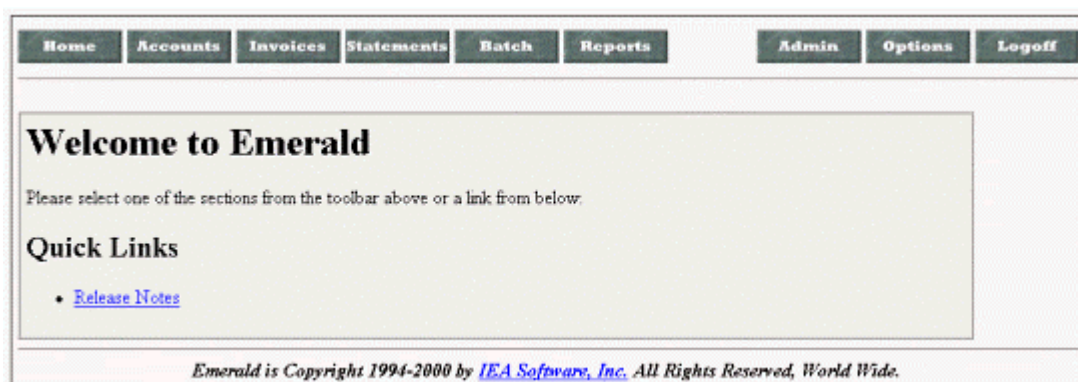 Home Accounts Invoices Statements Batch Reports Admin Options Logoff
Welcome to Emerald
Please select one of the sections from the toolbar above or a link from below:
Quick Links
• Release Notes
Emerald is Copyright 1994-2000 by IEA Software, Inc. All Rights Reserved, World Wide.